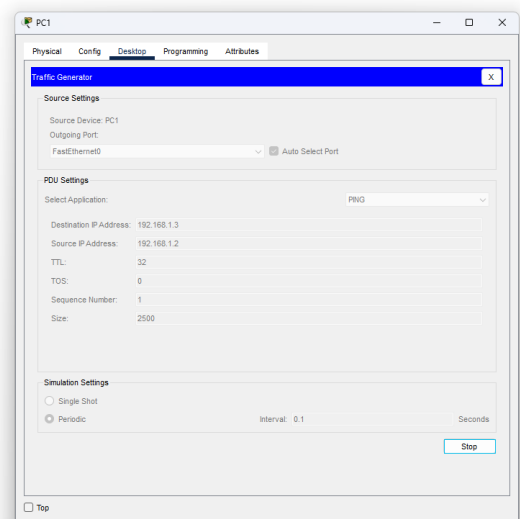 PC1
Physical Config Desktop Programming Attributes
Traffic Generator X
Source Settings
Source Device: PC1
Outgoing Port:
FastEthernet0 Auto Select Port
PDU Settings
Select Application: PING
Destination IP Address: 192.168.1.3
Source IP Address: 192.168.1.2
TTL: 32
TOS: 0
Sequence Number: 1
Size: 2500
Simulation Settings
Single Shot
Periodic Interval: 0.1 Seconds
Stop
Top